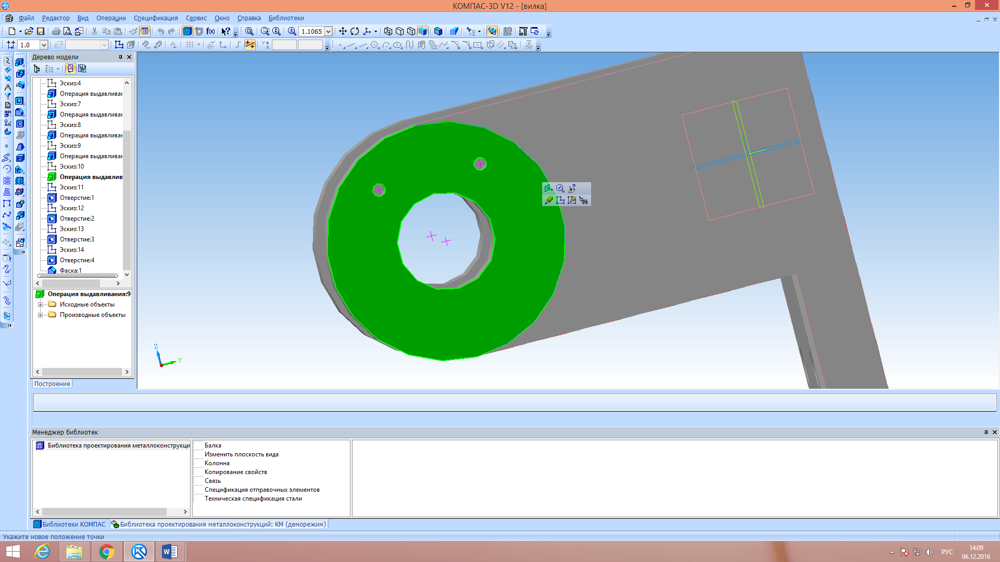 КОМПАС-3D V12 - [вилка]
Файл Редактор Вид Операции Спецификация Сервис Окно Справка Библиотеки
1.1065
f(x)
1.0
Дерево модели
Эскиз:4
Операция выдавливан
Эскиз:7
Операция выдавливан
Эскиз:8
Операция выдавливан
Эскиз:9
Операция выдавливан
Эскиз:10
Операция выдавлив
Эскиз:11
Отверстие:1
Эскиз:12
Отверстие:2
Эскиз:13
Отверстие:3
Эскиз:14
Отверстие:4
Фаска:1
Операция выдавливания:9
Исходные объекты
Производные объекты
Построение
Z
Y
Менеджер библиотек
Библиотека проектирования металлоконструкци
Балка
Изменить плоскость вида
Колонна
Копирование свойств
Связь
Спецификация отправочных элементов
Техническая спецификация стали
Библиотеки КОМПАС
Библиотека проектирования металлоконструкций: КМ (деморежим)
Укажите новое положение точки
РУС
14:09
06.12.2016